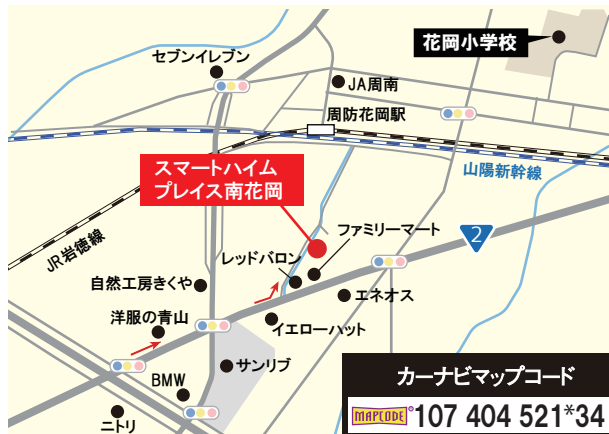 花岡小学校
セブンイレブン
JA周南
周防花岡駅
スマートハイム
プレイス南花岡
山陽新幹線
JR岩徳線
ファミリーマート
2
レッドバロン
自然工房きくや
エネオス
洋服の青山
イエローハット
サンリブ
BMW
ニトリ
カーナビマップコード
MAPCODE® 107 404 521*34